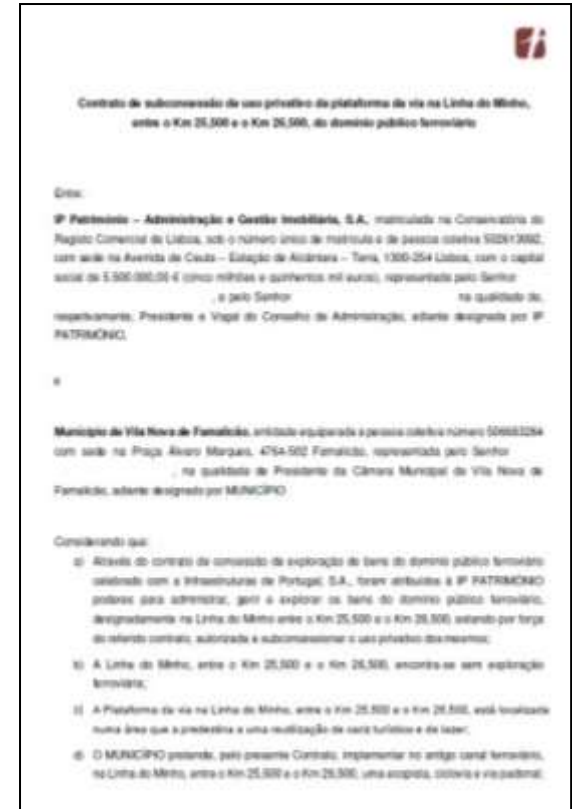 Contrato de subconcessão de uso privativo da plataforma da via na Linha do Minho,
entre o Km 25,500 e o Km 26,500, do domínio público ferroviário
Entre:
IP Património – Administração e Gestão Imobiliária, S.A., matriculada na Conservatória do
Registo Comercial de Lisboa, sob o número único de matrícula e de pessoa coletiva
com sede na Avenida de Ceuta – Estação de Alcântara – Terra, 1300-254 Lisboa, com o capital
social de 5.500.000,00 € (cinco milhões e quinhentos mil euros), representada pelo Senhor
, e pelo Senhor na qualidade de,
respetivamente, Presidente e Vogal do Conselho de Administração, adiante designada por IP
PATRIMÓNIO,
e
Município de Vila Nova de Famalicão, entidade equiparada a pessoa coletiva número
com sede na Praça Álvaro Marques, 4764-502 Famalicão, representada pelo Senhor
, na qualidade de Presidente da Câmara Municipal de Vila Nova de
Famalicão, adiante designado por MUNICÍPIO
Considerando que:
a) Através do contrato de concessão de exploração de bens do domínio público ferroviário
celebrado com a Infraestruturas de Portugal, S.A., foram atribuídos à IP PATRIMÓNIO
poderes para administrar, gerir e explorar os bens do domínio público ferroviário,
designadamente na Linha do Minho entre o Km 25,500 e o Km 26,500, estando por força
do referido contrato, autorizada a subconcessionar o uso privativo dos mesmos;
b) A Linha do Minho, entre o Km 25,500 e o Km 26,500, encontra-se sem exploração
ferroviária;
c) A Plataforma da via na Linha do Minho, entre o Km 25,500 e o Km 26,500, está localizada
numa área que a predestina a uma reutilização de cariz turístico e de lazer;
d) O MUNICÍPIO pretende, pelo presente Contrato, implementar no antigo canal ferroviário,
na Linha do Minho, entre o Km 25,500 e o Km 26,500, uma ecopista, ciclovia e via pedonal;